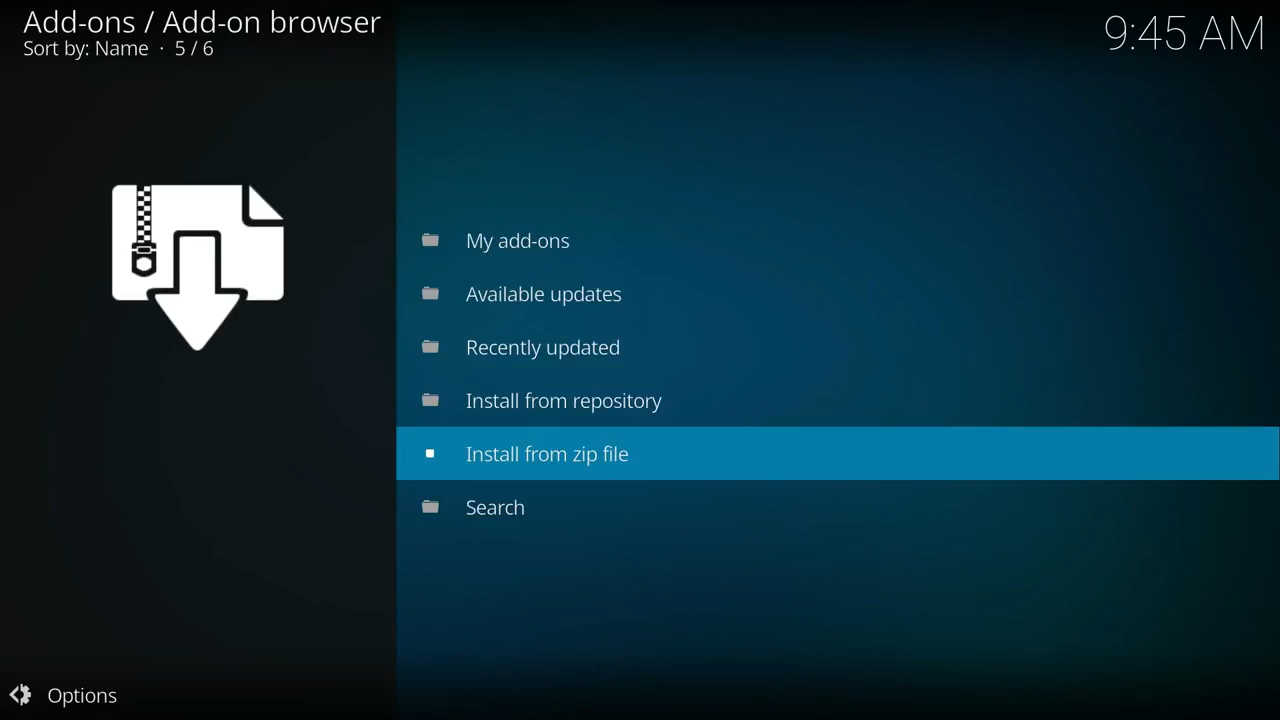 Add-ons / Add-on browser
Sort by: Name · 5 / 6
9:45 AM
My add-ons
Available updates
Recently updated
Install from repository
Install from zip file
Search
Options